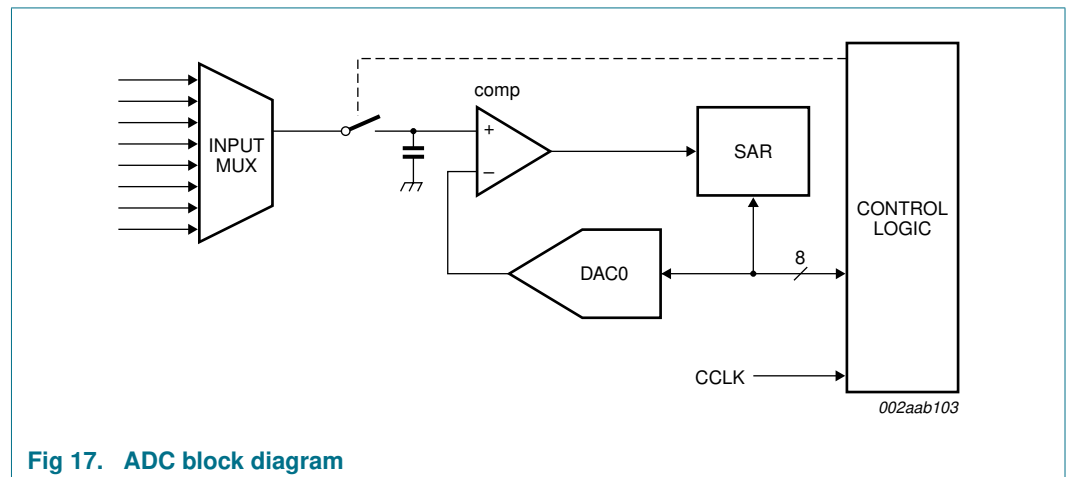 comp
+
−
INPUT
MUX
SAR
CONTROL
LOGIC
DAC0
8
CCLK
002aab103
Fig 17. ADC block diagram